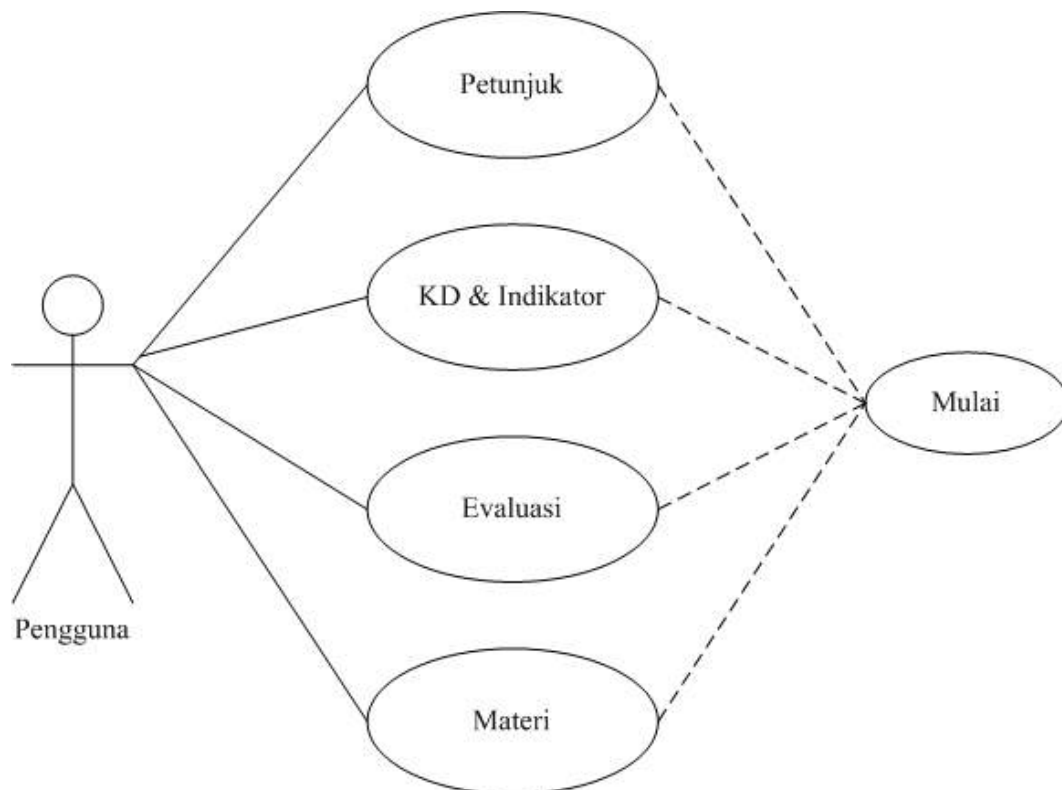 Petunjuk
KD & Indikator
Mulai
Evaluasi
Pengguna
Materi